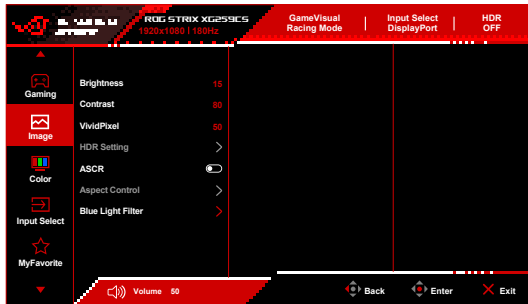 ROG STRIX XG259CS
1920x1080 | 180Hz
GameVisual
Racing Mode
Input Select
DisplayPort
HDR
OFF
Gaming
Image
Color
Input Select
MyFavorite
Brightness 15
Contrast 80
VividPixel 50
HDR Setting
ASCR
Aspect Control
Blue Light Filter
Volume 50
Back
Enter
Exit